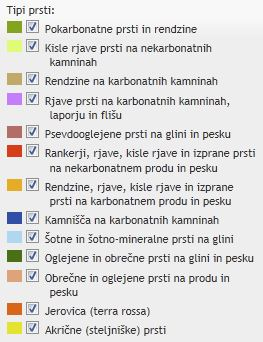 Tipi prsti:
Pokarbonatne prsti in rendzine
Kisle rjave prsti na nekarbonatnih
kamninah
Rendzine na karbonatnih kamninah
Rjave prsti na karbonatnih kamninah,
laporju in flišu
Psevdooglejene prsti na glini in pesku
Rankerji, rjave, kisle rjave in izprane prsti
na nekarbonatnem produ in pesku
Rendzine, rjave, kisle rjave in izprane
prsti na karbonatnem produ in pesku
Kamnišča na karbonatnih kamninah
Šotne in šotno-mineralne prsti na glini
Oglejene in obrečne prsti na glini in pesku
Obrečne in oglejene prsti na produ in
pesku
Jerovica (terra rossa)
Akrične (steljniške) prsti